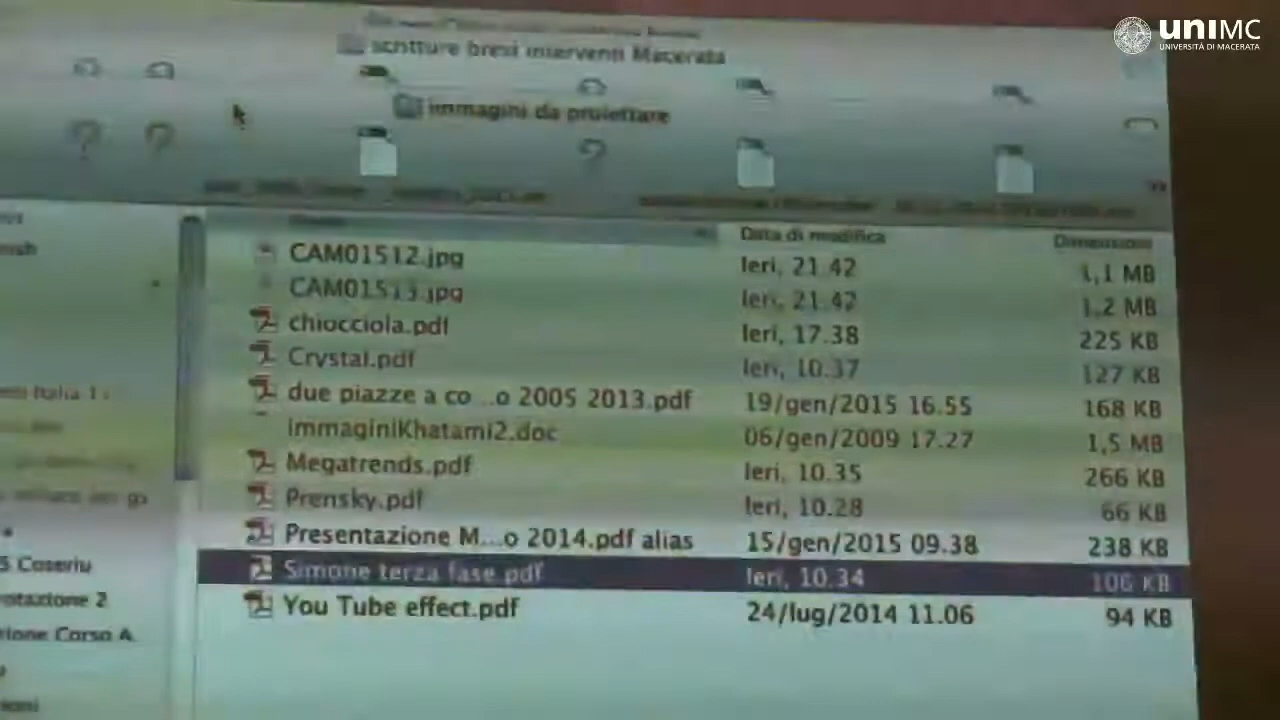 uniMC
UNIVERSITÀ DI MACERATA
scritture brevi interventi Macerata
immagini da proiettare
Data di modifica Dimensioni
CAM01512.jpg Ieri, 21.42 1,1 MB
CAM01513.jpg Ieri, 21.42 1,2 MB
chiocciola.pdf Ieri, 17.38 225 KB
Crystal.pdf Ieri, 10.37 127 KB
due piazze a co...o 2005 2013.pdf 19/gen/2015 16.55 168 KB
immaginiKhatami2.doc 06/gen/2009 17.27 1,5 MB
Megatrends.pdf Ieri, 10.35 266 KB
Prensky.pdf Ieri, 10.28 66 KB
Presentazione M...o 2014.pdf alias 15/gen/2015 09.38 238 KB
Simone terza fase.pdf Ieri, 10.34 106 KB
You Tube effect.pdf 24/lug/2014 11.06 94 KB
Coseriu